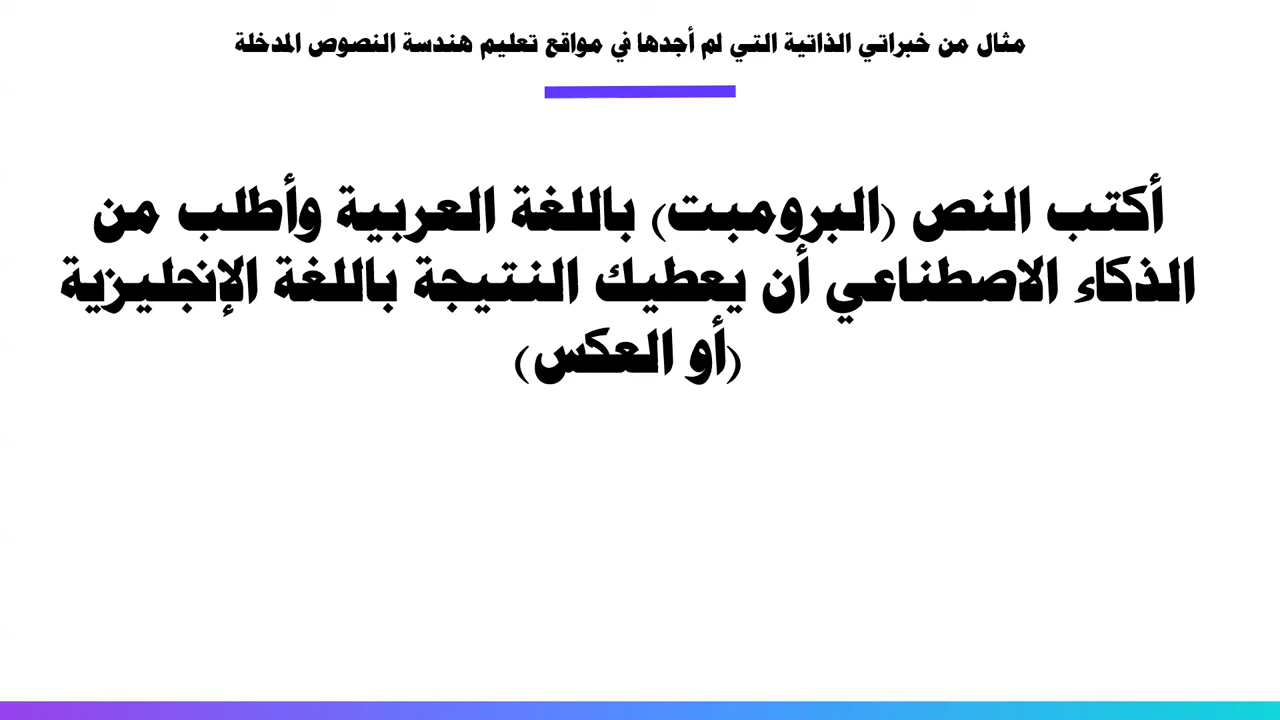 مثال من خبراتي الذاتية التي لم أجدها في مواقع تعليم هندسة النصوص المدخلة
أكتب النص (البرومبت) باللغة العربية وأطلب من
الذكاء الاصطناعي أن يعطيك النتيجة باللغة الإنجليزية
(أو العكس)